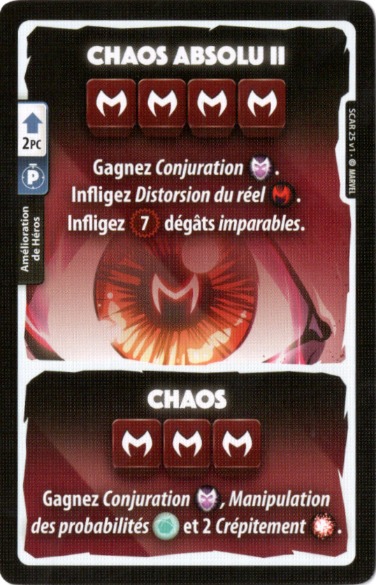 CHAOS ABSOLU II
2PC
P
Amélioration
de Héros
SCAR 25 v1 - © MARVEL
Gagnez Conjuration .
Infligez Distorsion du réel .
Infligez 7 dégâts imparables.
CHAOS
Gagnez Conjuration , Manipulation
des probabilités et 2 Crépitement .